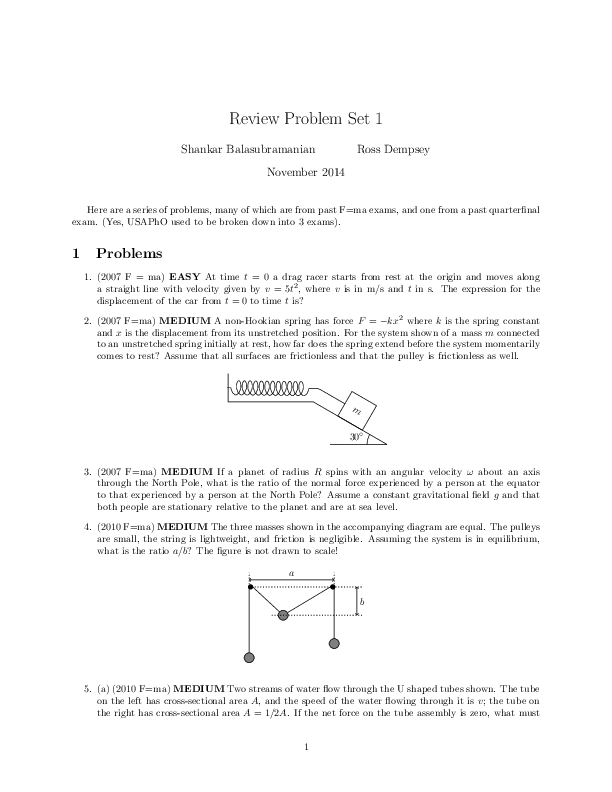 Review Problem Set 1
Shankar Balasubramanian Ross Dempsey
November 2014
Here are a series of problems, many of which are from past F=ma exams, and one from a past quarterfinal
exam. (Yes, USAPhO used to be broken down into 3 exams).
1 Problems
1. (2007 F = ma) EASY At time t = 0 a drag racer starts from rest at the origin and moves along
a straight line with velocity given by v = 5t², where v is in m/s and t in s. The expression for the
displacement of the car from t = 0 to time t is?
2. (2007 F=ma) MEDIUM A non-Hookian spring has force F = −kx² where k is the spring constant
and x is the displacement from its unstretched position. For the system shown of a mass m connected
to an unstretched spring initially at rest, how far does the spring extend before the system momentarily
comes to rest? Assume that all surfaces are frictionless and that the pulley is frictionless as well.
m
30°
3. (2007 F=ma) MEDIUM If a planet of radius R spins with an angular velocity ω about an axis
through the North Pole, what is the ratio of the normal force experienced by a person at the equator
to that experienced by a person at the North Pole? Assume a constant gravitational field g and that
both people are stationary relative to the planet and are at sea level.
4. (2010 F=ma) MEDIUM The three masses shown in the accompanying diagram are equal. The pulleys
are small, the string is lightweight, and friction is negligible. Assuming the system is in equilibrium,
what is the ratio a/b? The figure is not drawn to scale!
a
b
5. (a) (2010 F=ma) MEDIUM Two streams of water flow through the U shaped tubes shown. The tube
on the left has cross-sectional area A, and the speed of the water flowing through it is v; the tube on
the right has cross-sectional area A = 1/2A. If the net force on the tube assembly is zero, what must
1